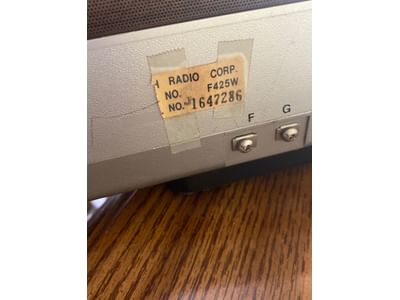 H RADIO CORP.
NO. F425W
NO. 1647286
F G